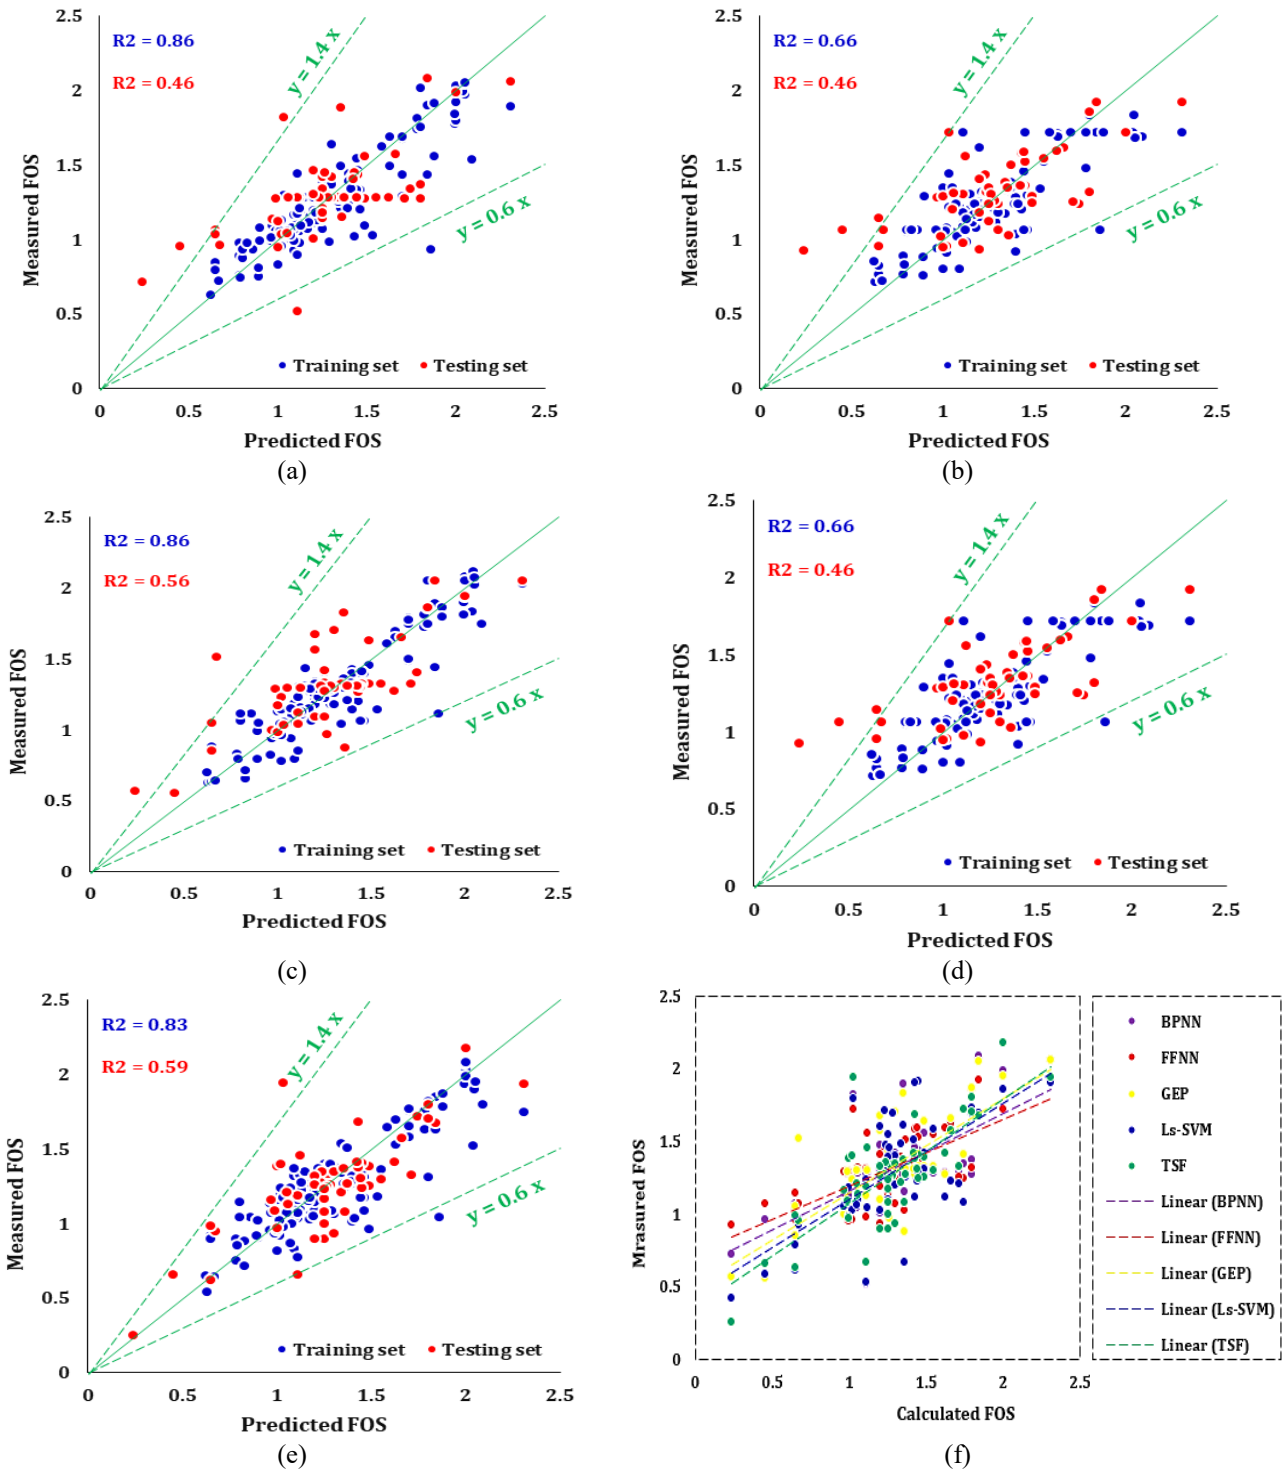 2.5
2
1.5
1
0.5
0
R2 = 0.86
R2 = 0.46
y = 1.4 x
y = 0.6 x
Training set Testing set
0 0.5 1 1.5 2 2.5
Measured FOS
Predicted FOS
(a)
2.5
2
1.5
1
0.5
0
R2 = 0.66
R2 = 0.46
y = 1.4 x
y = 0.6 x
Training set Testing set
0 0.5 1 1.5 2 2.5
Measured FOS
Predicted FOS
(b)
2.5
2
1.5
1
0.5
0
R2 = 0.86
R2 = 0.56
y = 1.4 x
y = 0.6 x
Training set Testing set
0 0.5 1 1.5 2 2.5
Measured FOS
Predicted FOS
(c)
2.5
2
1.5
1
0.5
0
R2 = 0.66
R2 = 0.46
y = 1.4 x
y = 0.6 x
Training set Testing set
0 0.5 1 1.5 2 2.5
Measured FOS
Predicted FOS
(d)
2.5
2
1.5
1
0.5
0
R2 = 0.83
R2 = 0.59
y = 1.4 x
y = 0.6 x
Training set Testing set
0 0.5 1 1.5 2 2.5
Measured FOS
Predicted FOS
(e)
2.5
2
1.5
1
0.5
0
0 0.5 1 1.5 2 2.5
Mrasured FOS
Calculated FOS
BPNN
FFNN
GEP
Ls-SVM
TSF
Linear (BPNN)
Linear (FFNN)
Linear (GEP)
Linear (Ls-SVM)
Linear (TSF)
(f)